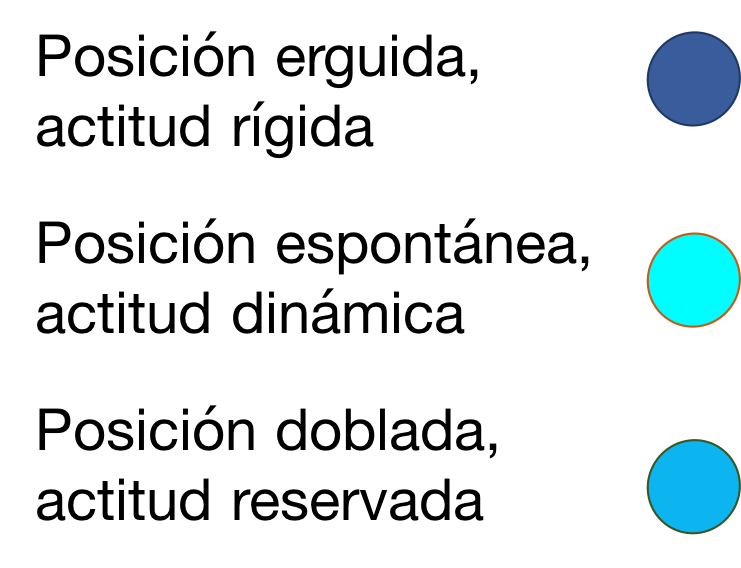 Posición erguida,
actitud rígida
Posición espontánea,
actitud dinámica
Posición doblada,
actitud reservada